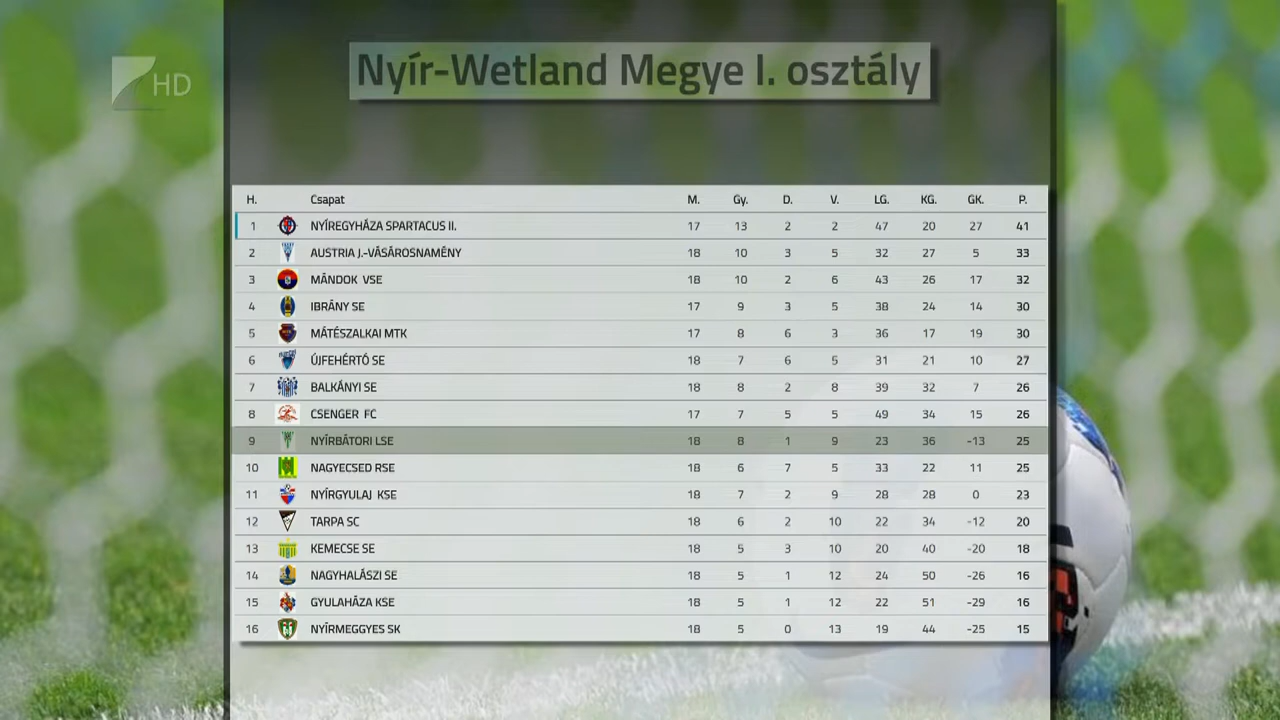 HD
Nyír-Wetland Megye I. osztály
H. Csapat M. Gy. D. V. LG. KG. GK. P.
1 NYÍREGYHÁZA SPARTACUS II. 17 13 2 2 47 20 27 41
2 AUSTRIA J.-VÁSÁROSNAMÉNY 18 10 3 5 32 27 5 33
3 MÁNDOK VSE 18 10 2 6 43 26 17 32
4 IBRÁNY SE 17 9 3 5 38 24 14 30
5 MÁTÉSZALKAI MTK 17 8 6 3 36 17 19 30
6 ÚJFEHÉRTÓ SE 18 7 6 5 31 21 10 27
7 BALKÁNYI SE 18 8 2 8 39 32 7 26
8 CSENGER FC 17 7 5 5 49 34 15 26
9 NYÍRBÁTORI LSE 18 8 1 9 23 36 -13 25
10 NAGYECSED RSE 18 6 7 5 33 22 11 25
11 NYÍRGYULAJ KSE 18 7 2 9 28 28 0 23
12 TARPA SC 18 6 2 10 22 34 -12 20
13 KEMECSE SE 18 5 3 10 20 40 -20 18
14 NAGYHALÁSZI SE 18 5 1 12 24 50 -26 16
15 GYULAHÁZA KSE 18 5 1 12 22 51 -29 16
16 NYÍRMEGGYES SK 18 5 0 13 19 44 -25 15